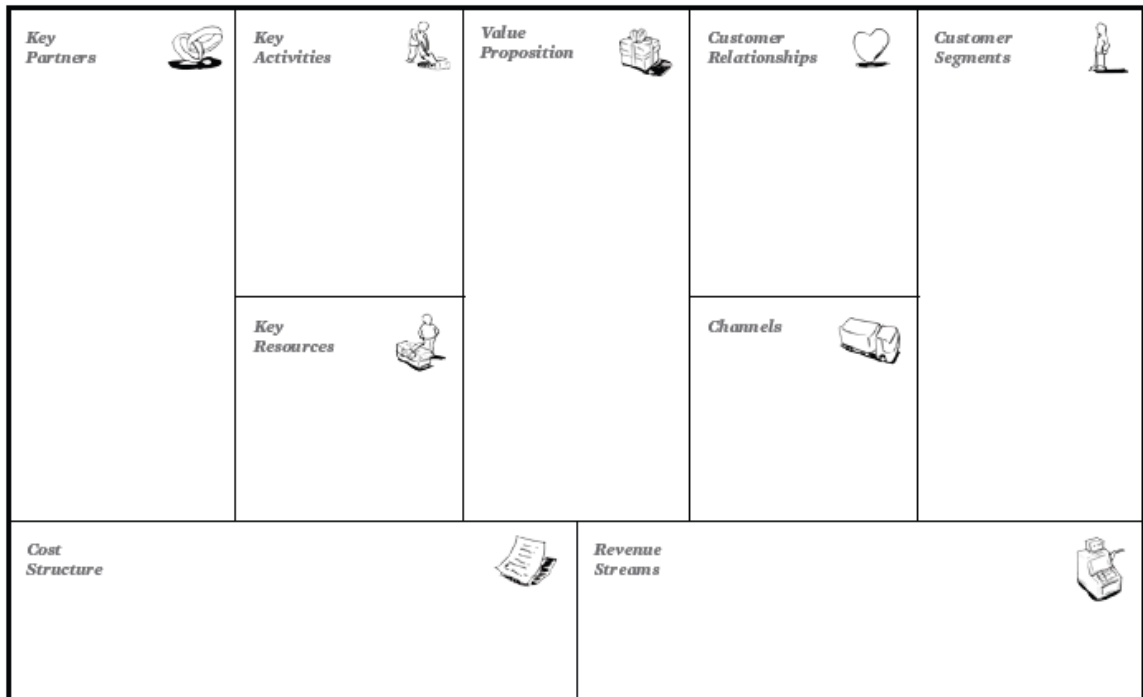 Key
Partners
Key
Activities
Value
Proposition
Customer
Relationships
Customer
Segments
Key
Resources
Channels
Cost
Structure
Revenue
Streams